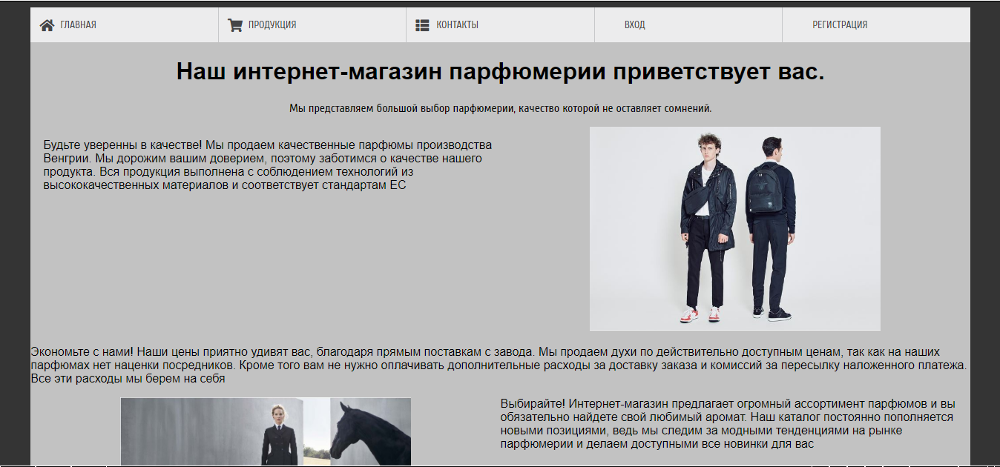 ГЛАВНАЯ
ПРОДУКЦИЯ
КОНТАКТЫ
ВХОД
РЕГИСТРАЦИЯ
Наш интернет-магазин парфюмерии приветствует вас.
Мы представляем большой выбор парфюмерии, качество которой не оставляет сомнений.
Будьте уверенны в качестве! Мы продаем качественные парфюмы производства
Венгрии. Мы дорожим вашим доверием, поэтому заботимся о качестве нашего
продукта. Вся продукция выполнена с соблюдением технологий из
высококачественных материалов и соответствует стандартам ЕС
Экономьте с нами! Наши цены приятно удивят вас, благодаря прямым поставкам с завода. Мы продаем духи по действительно доступным ценам, так как на наших
парфюмах нет наценки посредников. Кроме того вам не нужно оплачивать дополнительные расходы за доставку заказа и комиссий за пересылку наложенного платежа.
Все эти расходы мы берем на себя
Выбирайте! Интернет-магазин предлагает огромный ассортимент парфюмов и вы
обязательно найдете свой любимый аромат. Наш каталог постоянно пополняется
новыми позициями, ведь мы следим за модными тенденциями на рынке
парфюмерии и делаем доступными все новинки для вас